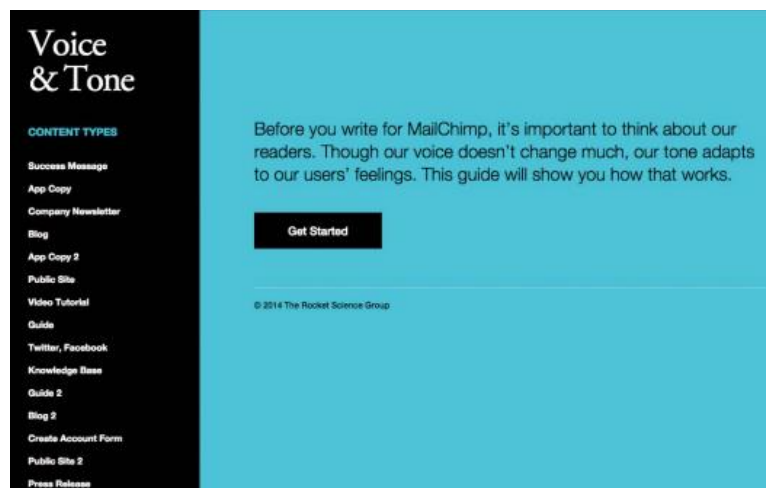 Voice
& Tone
CONTENT TYPES
Success Message
App Copy
Company Newsletter
Blog
App Copy 2
Public Site
Video Tutorial
Guide
Twitter, Facebook
Knowledge Base
Guide 2
Blog 2
Create Account Form
Public Site 2
Press Release
Before you write for MailChimp, it's important to think about our
readers. Though our voice doesn't change much, our tone adapts
to our users' feelings. This guide will show you how that works.
Get Started
© 2014 The Rocket Science Group